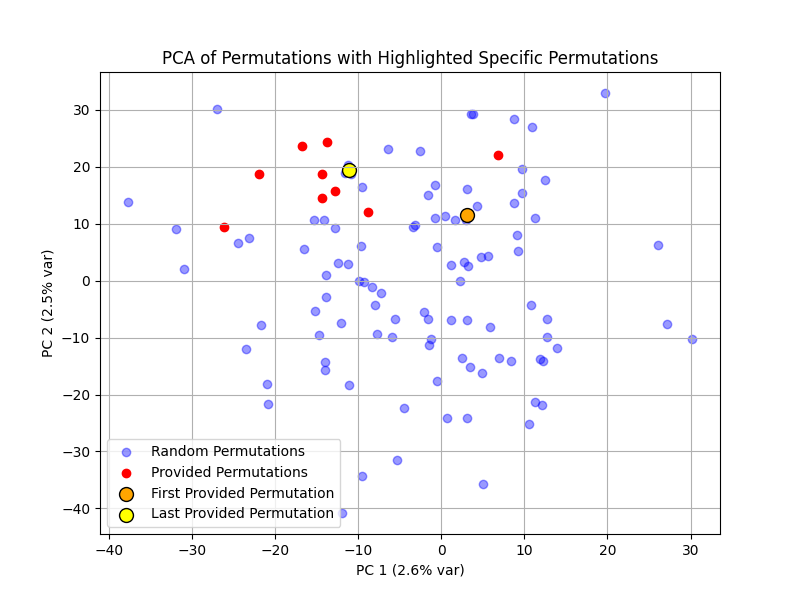 PCA of Permutations with Highlighted Specific Permutations
PC 2 (2.5% var)
30
20
10
0
−10
−20
−30
−40
Random Permutations
Provided Permutations
First Provided Permutation
Last Provided Permutation
−40 −30 −20 −10 0 10 20 30
PC 1 (2.6% var)